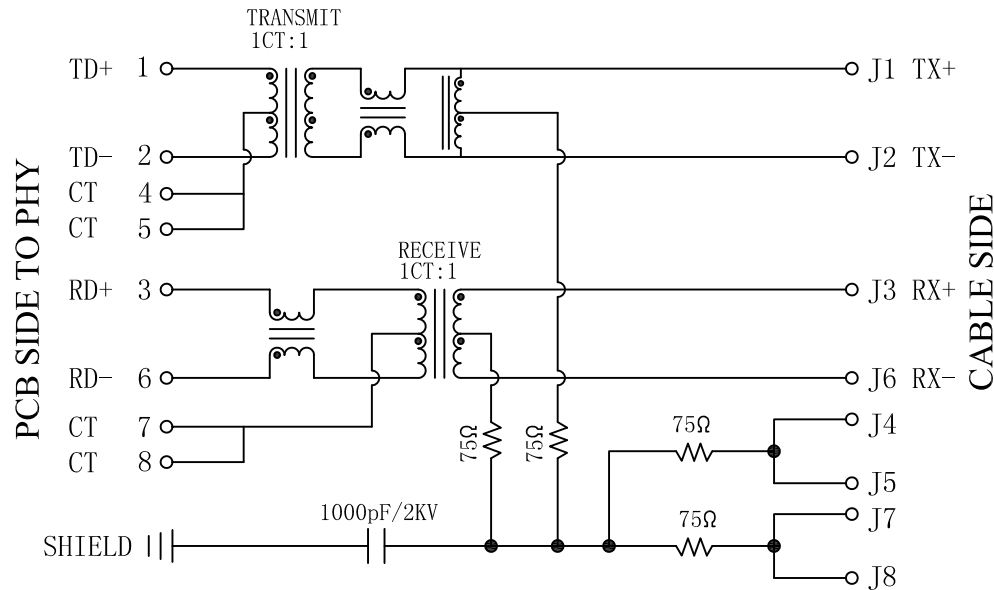 TRANSMIT
1CT:1
TD+ 1
J1 TX+
TD- 2
J2 TX-
CT 4
CT 5
PCB SIDE TO PHY
CABLE SIDE
RECEIVE
1CT:1
RD+ 3
J3 RX+
RD- 6
J6 RX-
CT 7
CT 8
75Ω
75Ω
75Ω
J4
J5
1000pF/2KV
75Ω
J7
SHIELD
J8